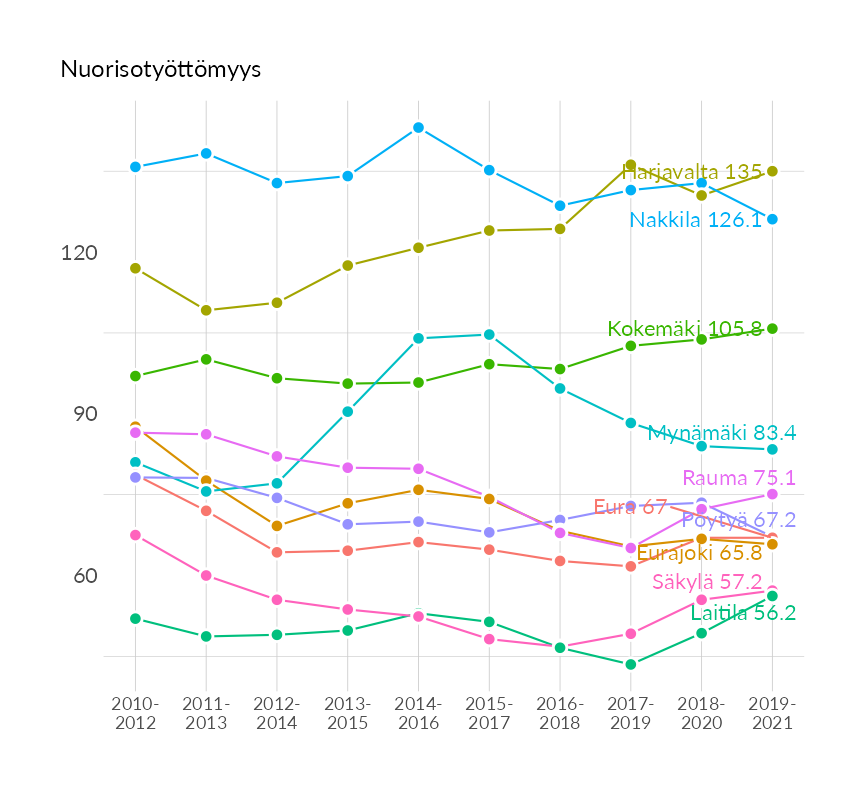 Nuorisotyöttömyys
Harjavalta 135
Nakkila 126.1
120
Kokemäki 105.8
90
Mynämäki 83.4
Rauma 75.1
Eura 67
Pöytyä 67.2
Eurajoki 65.8
60
Säkylä 57.2
Laitila 56.2
2010- 2011- 2012- 2013- 2014- 2015- 2016- 2017- 2018- 2019-
2012 2013 2014 2015 2016 2017 2018 2019 2020 2021